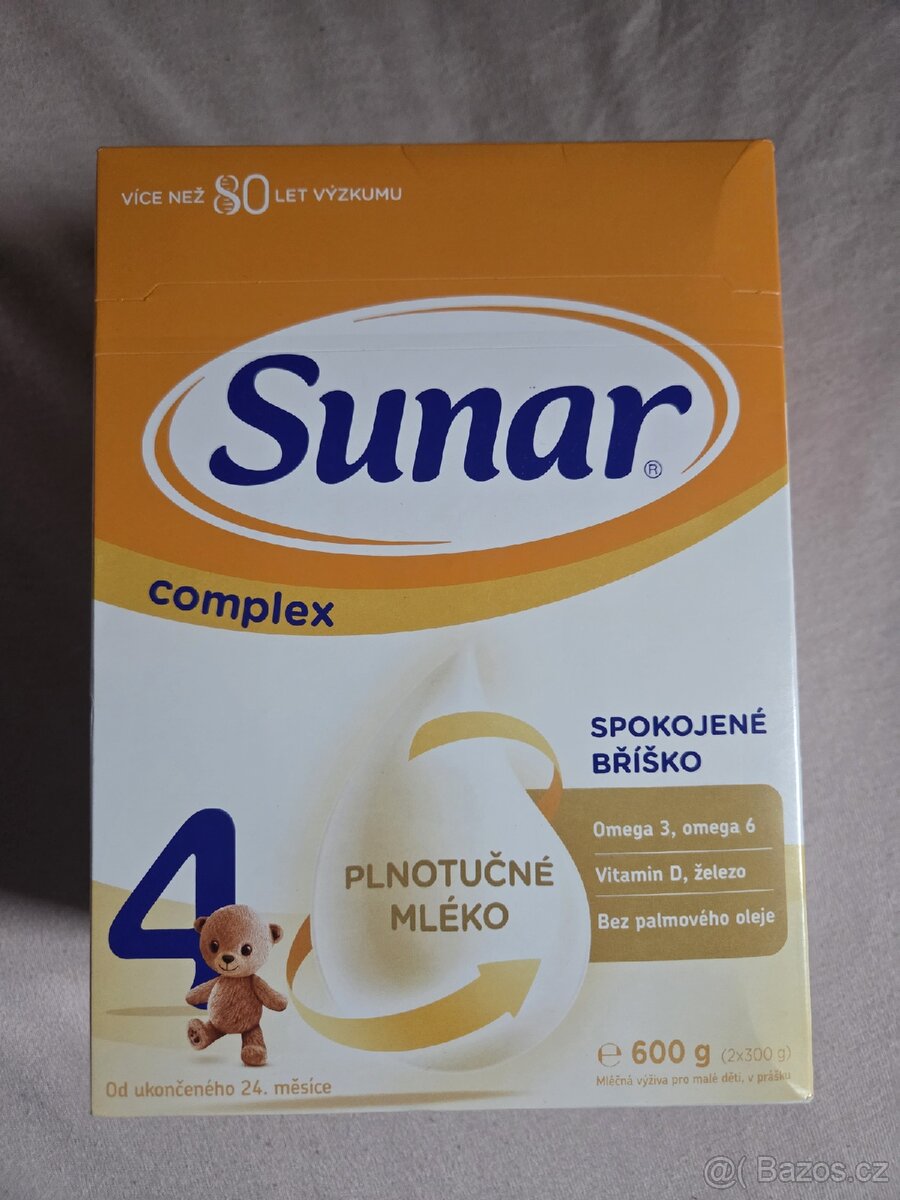 VÍCE NEŽ 80 LET VÝZKUMU
Sunar®
complex
SPOKOJENÉ
BŘÍŠKO
Omega 3, omega 6
Vitamin D, železo
Bez palmového oleje
PLNOTUČNÉ
MLÉKO
4
℮ 600 g (2x300 g)
Mléčná výživa pro malé děti, v prášku
Od ukončeného 24. měsíce
@( Bazos.cz